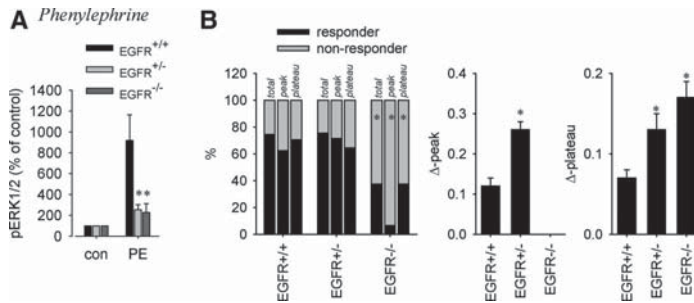 A Phenylephrine
EGFR+/+
EGFR+/-
EGFR-/-
pERK1/2 (% of control)
1400
1200
1000
800
600
400
200
0
**
con PE
B
responder
non-responder
total peak plateau total peak plateau total peak plateau
%
120
100
80
60
40
20
0
* * *
EGFR+/+ EGFR+/- EGFR-/-
Δ-peak
0.4
0.3
0.2
0.1
0.0
*
EGFR+/+ EGFR+/- EGFR-/-
Δ-plateau
0.2
0.1
0.0
* *
EGFR+/+ EGFR+/- EGFR-/-